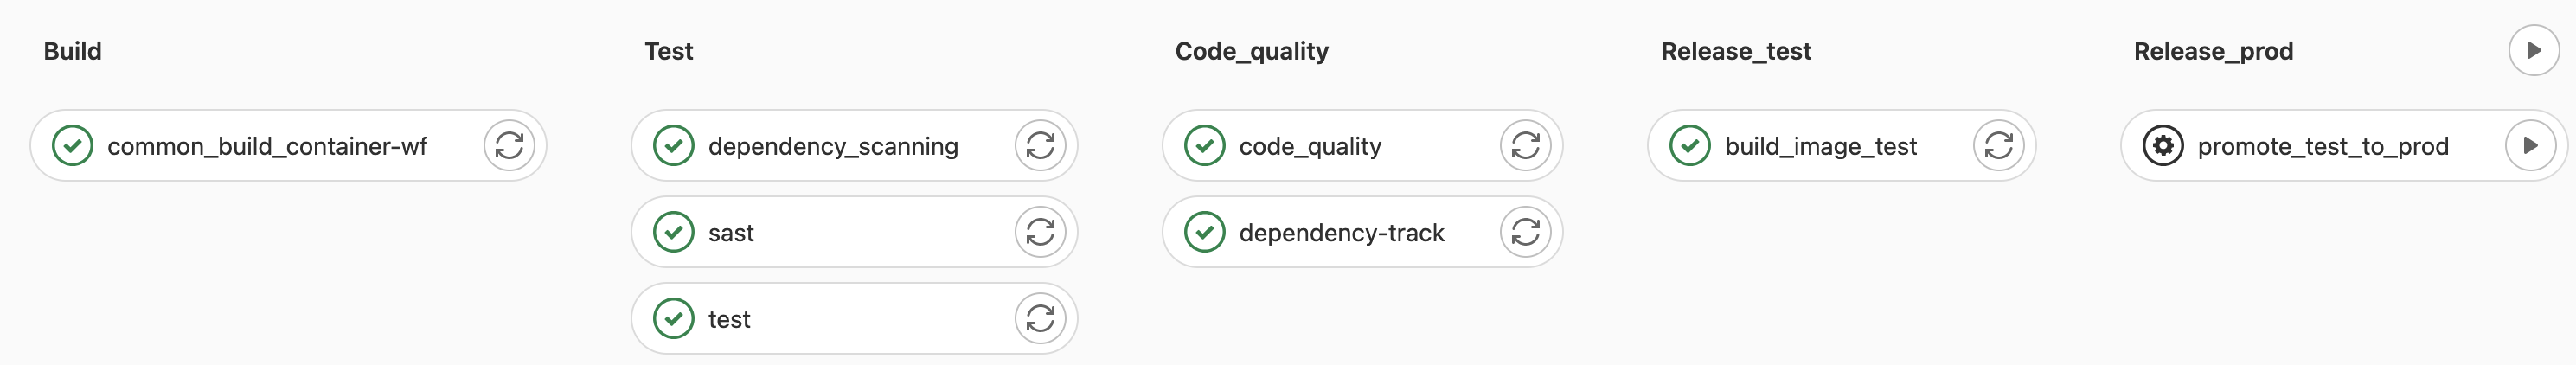 Build
common_build_container-wf
Test
dependency_scanning
sast
test
Code_quality
code_quality
dependency-track
Release_test
build_image_test
Release_prod
promote_test_to_prod